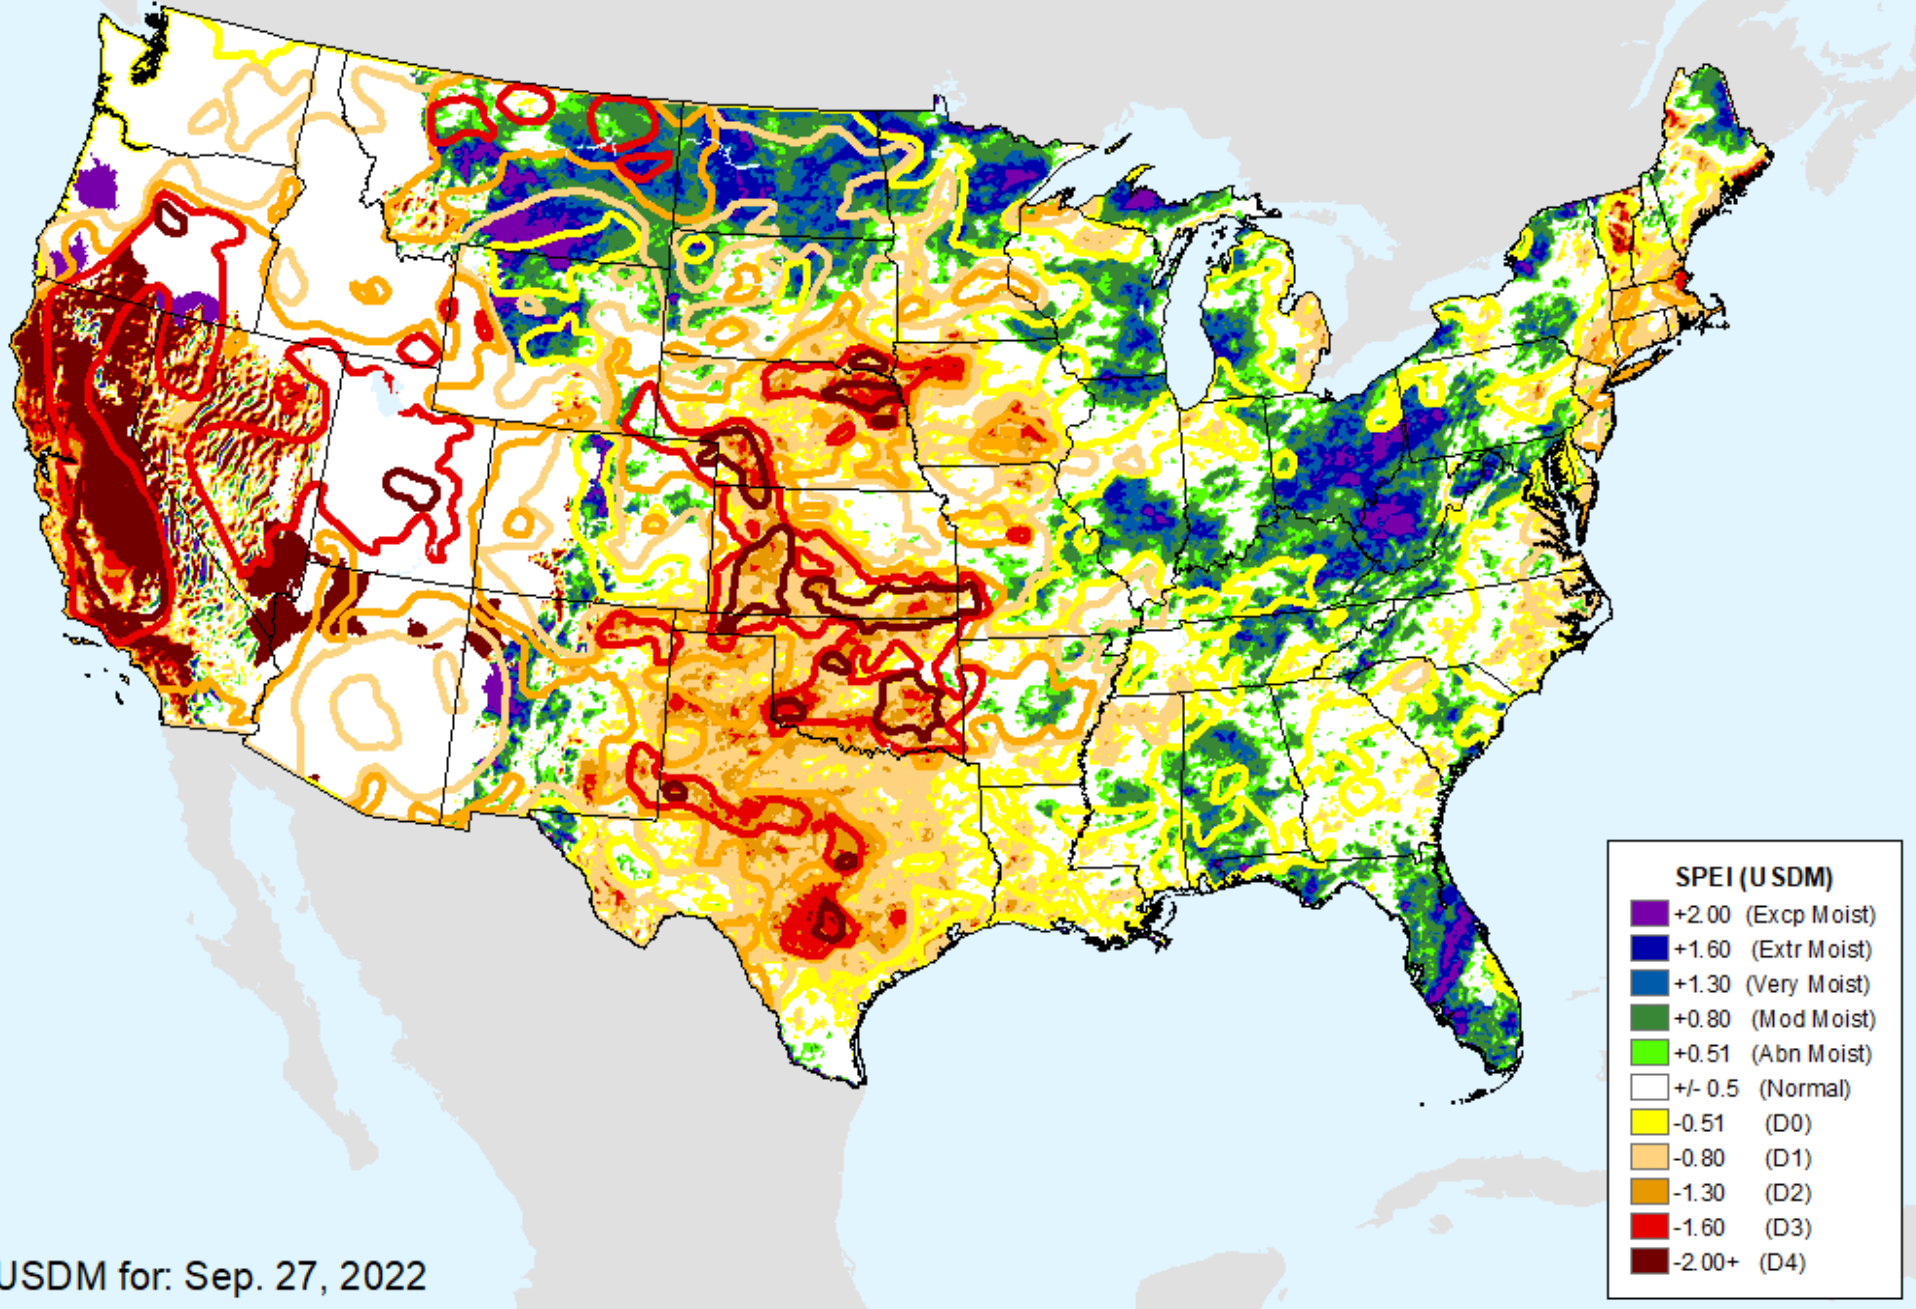 SPEI (USDM)
+2.00 (Excp Moist)
+1.60 (Extr Moist)
+1.30 (Very Moist)
+0.80 (Mod Moist)
+0.51 (Abn Moist)
+/- 0.5 (Normal)
-0.51 (D0)
-0.80 (D1)
-1.30 (D2)
-1.60 (D3)
-2.00+ (D4)
USDM for: Sep. 27, 2022